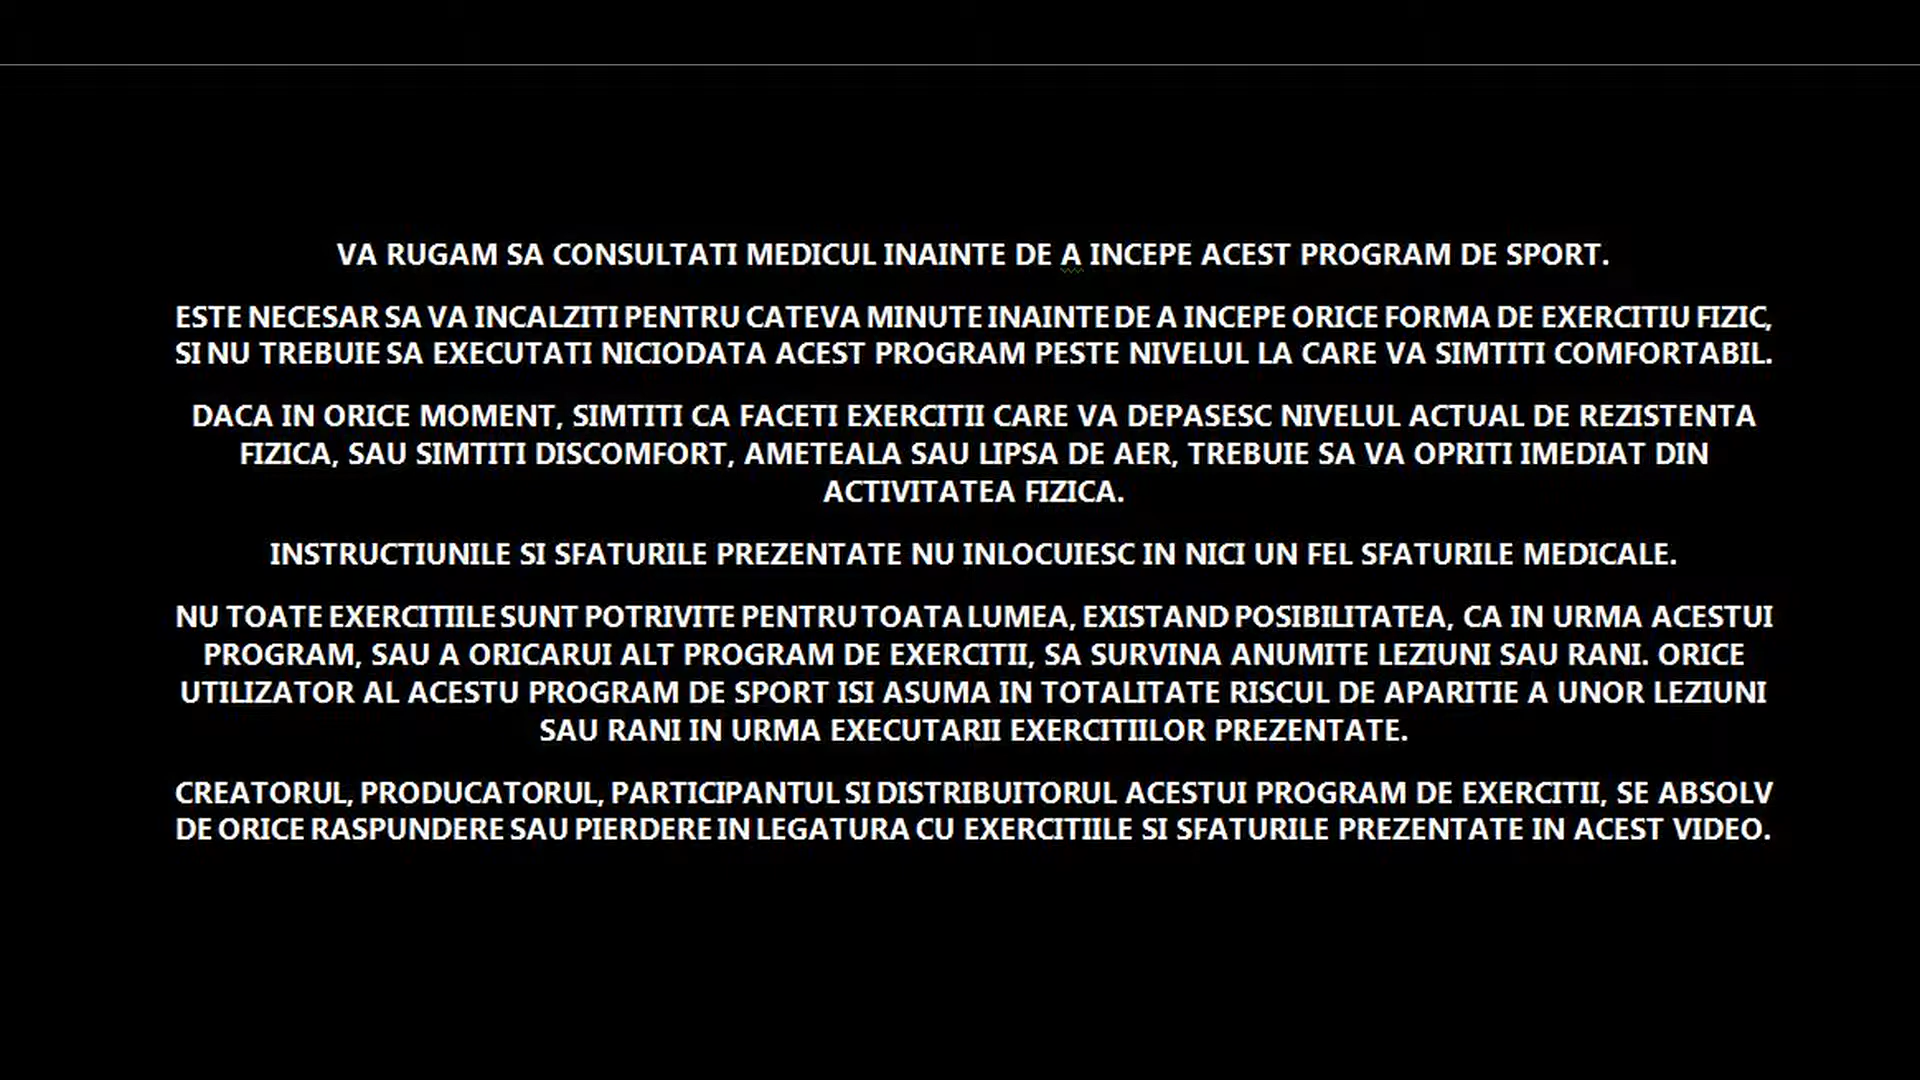 VA RUGAM SA CONSULTATI MEDICUL INAINTE DE A INCEPE ACEST PROGRAM DE SPORT.
ESTE NECESAR SA VA INCALZITI PENTRU CATEVA MINUTE INAINTE DE A INCEPE ORICE FORMA DE EXERCITIU FIZIC,
SI NU TREBUIE SA EXECUTATI NICIODATA ACEST PROGRAM PESTE NIVELUL LA CARE VA SIMTITI COMFORTABIL.
DACA IN ORICE MOMENT, SIMTITI CA FACETI EXERCITII CARE VA DEPASESC NIVELUL ACTUAL DE REZISTENTA
FIZICA, SAU SIMTITI DISCOMFORT, AMETEALA SAU LIPSA DE AER, TREBUIE SA VA OPRITI IMEDIAT DIN
ACTIVITATEA FIZICA.
INSTRUCTIUNILE SI SFATURILE PREZENTATE NU INLOCUIESC IN NICI UN FEL SFATURILE MEDICALE.
NU TOATE EXERCITIILE SUNT POTRIVITE PENTRU TOATA LUMEA, EXISTAND POSIBILITATEA, CA IN URMA ACESTUI
PROGRAM, SAU A ORICARUI ALT PROGRAM DE EXERCITII, SA SURVINA ANUMITE LEZIUNI SAU RANI. ORICE
UTILIZATOR AL ACESTU PROGRAM DE SPORT ISI ASUMA IN TOTALITATE RISCUL DE APARITIE A UNOR LEZIUNI
SAU RANI IN URMA EXECUTARII EXERCITIILOR PREZENTATE.
CREATORUL, PRODUCATORUL, PARTICIPANTUL SI DISTRIBUITORUL ACESTUI PROGRAM DE EXERCITII, SE ABSOLV
DE ORICE RASPUNDERE SAU PIERDERE IN LEGATURA CU EXERCITIILE SI SFATURILE PREZENTATE IN ACEST VIDEO.